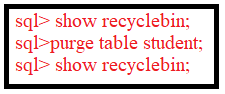 sql> show recyclebin;
sql>purge table student;
sql> show recyclebin;